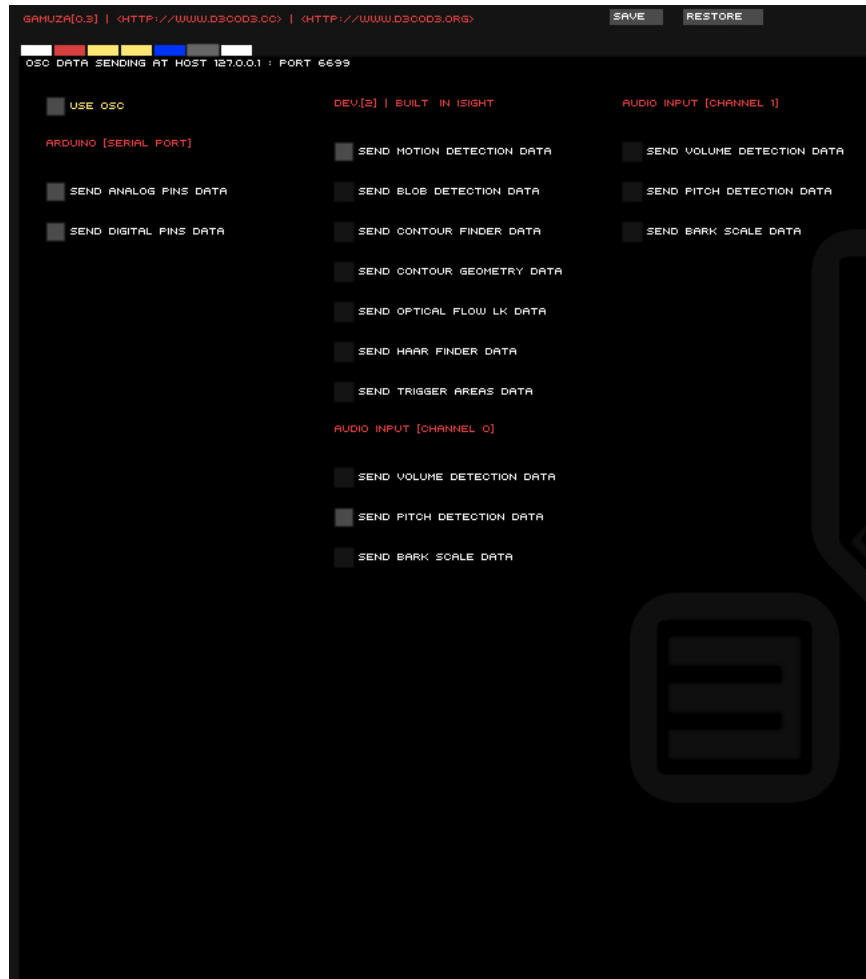 GAMUZA[0.3] | <HTTP://WWW.D3COD3.CC> | <HTTP://WWW.D3COD3.ORG>
SAVE
RESTORE
OSC DATA SENDING AT HOST 127.0.0.1 : PORT 6699
USE OSC
ARDUINO [SERIAL PORT]
SEND ANALOG PINS DATA
SEND DIGITAL PINS DATA
DEV.[2] | BUILT IN ISIGHT
SEND MOTION DETECTION DATA
SEND BLOB DETECTION DATA
SEND CONTOUR FINDER DATA
SEND CONTOUR GEOMETRY DATA
SEND OPTICAL FLOW LK DATA
SEND HAAR FINDER DATA
SEND TRIGGER AREAS DATA
AUDIO INPUT [CHANNEL 0]
SEND VOLUME DETECTION DATA
SEND PITCH DETECTION DATA
SEND BARK SCALE DATA
AUDIO INPUT [CHANNEL 1]
SEND VOLUME DETECTION DATA
SEND PITCH DETECTION DATA
SEND BARK SCALE DATA